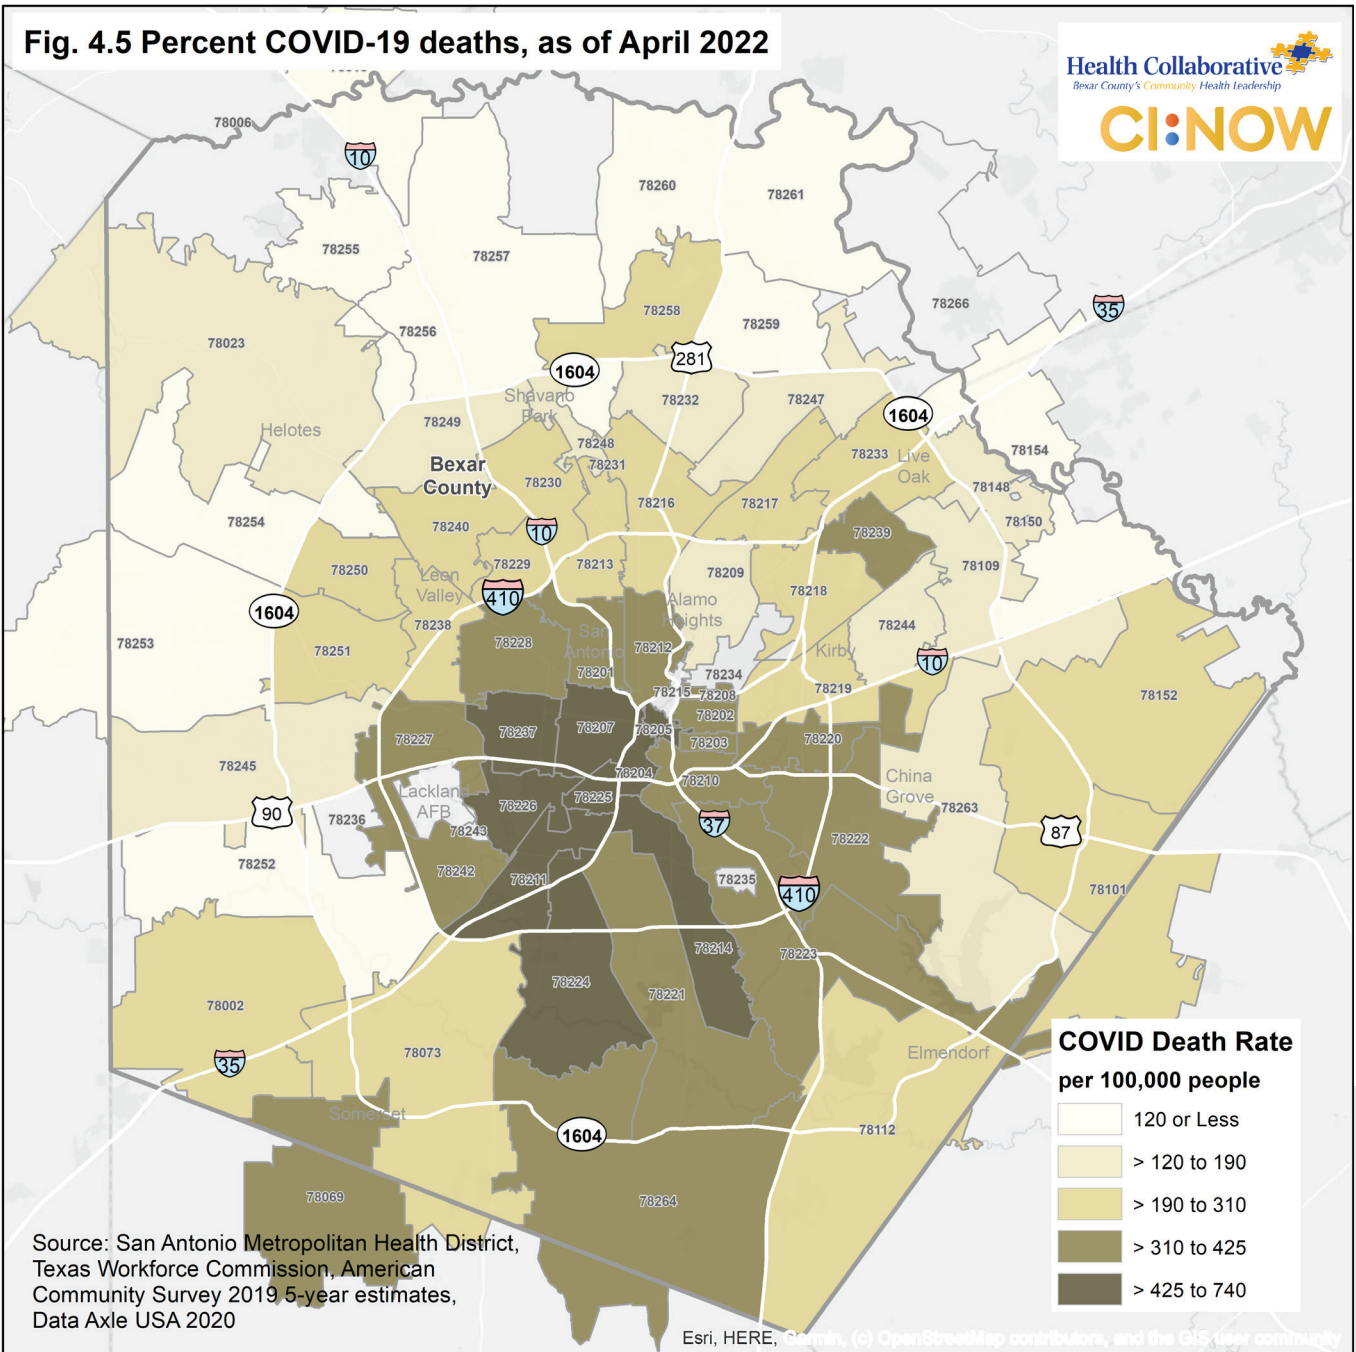 Fig. 4.5 Percent COVID-19 deaths, as of April 2022
Health Collaborative
Bexar County's Community Health Leadership
CI:NOW
78006
10
78260
78261
78255
78257
78266
35
78258
78259
78256
78023
281
1604
Shavano
Park
78232
78247
1604
78249
Helotes
78248
78233
Live
Oak
78154
Bexar
County
78231
78230
78148
78216
78217
78254
78240
10
78150
78239
78229
78213
78109
78250
Leon
Valley
78209
410
78218
Alamo
Heights
1604
78238
78244
San
Antonio
78253
78228
78212
78251
Kirby
10
78201
78234
78215
78208
78219
78152
78202
78237
78207
78205
78227
78203
78220
78245
78204
78210
China
Grove
Lackland
AFB
78225
78226
78263
90
78236
37
87
78243
78222
78252
78242
78211
78235
78101
410
78214
78223
78224
78221
78002
78073
Elmendorf
35
Somerset
1604
78112
78069
78264
COVID Death Rate
per 100,000 people
120 or Less
> 120 to 190
> 190 to 310
> 310 to 425
> 425 to 740
Source: San Antonio Metropolitan Health District,
Texas Workforce Commission, American
Community Survey 2019 5-year estimates,
Data Axle USA 2020
Esri, HERE, Garmin, (c) OpenStreetMap contributors, and the GIS user community